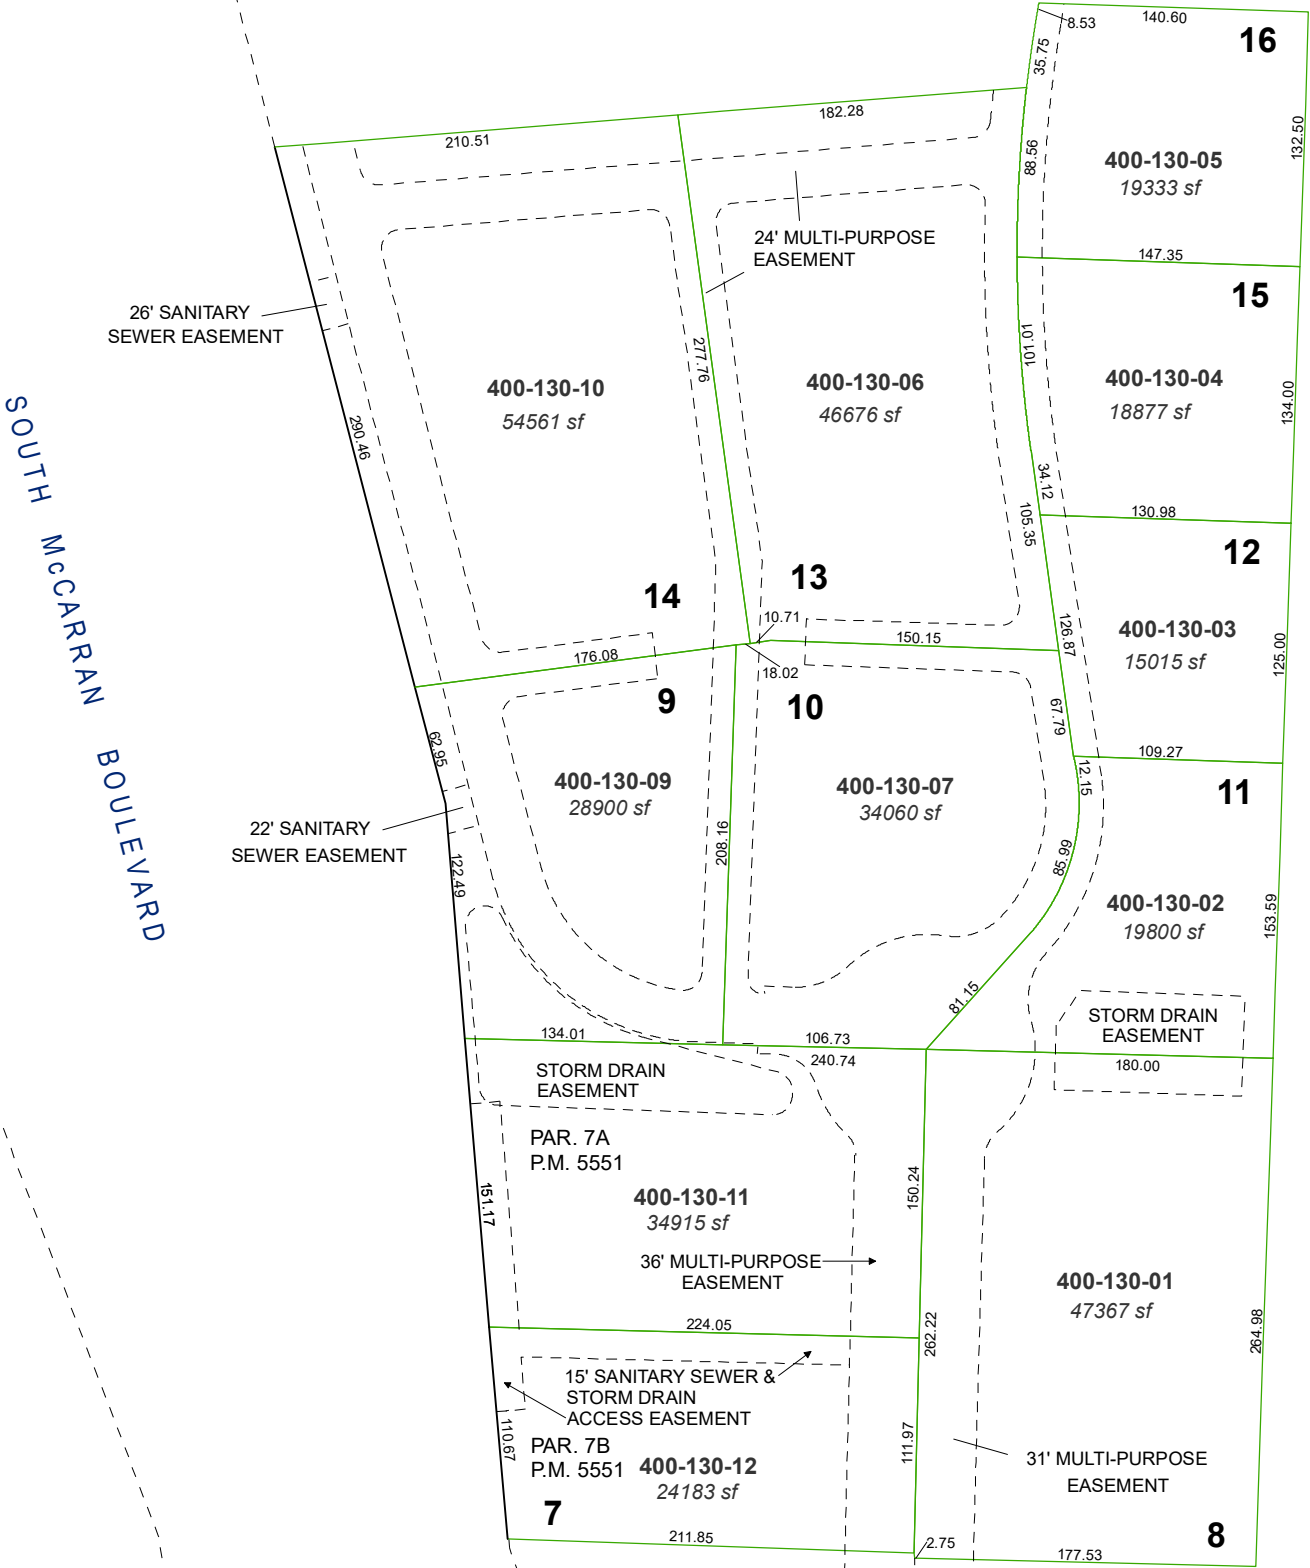 8.53
140.60
16
35.75
182.28
210.51
132.50
88.56
400-130-05
19333 sf
24' MULTI-PURPOSE
EASEMENT
147.35
15
26' SANITARY
SEWER EASEMENT
101.01
277.76
400-130-10
54561 sf
400-130-06
46676 sf
400-130-04
18877 sf
134.00
290.46
SOUTH McCARRAN BOULEVARD
34.12
105.35
130.98
12
13
14
10.71
150.15
126.87
400-130-03
15015 sf
125.00
176.08
18.02
9
10
67.79
62.95
109.27
12.15
400-130-09
28900 sf
400-130-07
34060 sf
11
22' SANITARY
SEWER EASEMENT
208.16
122.49
85.99
400-130-02
19800 sf
153.59
81.15
STORM DRAIN
EASEMENT
134.01
106.73
240.74
180.00
STORM DRAIN
EASEMENT
PAR. 7A
P.M. 5551
151.17
400-130-11
34915 sf
150.24
36' MULTI-PURPOSE
EASEMENT
400-130-01
47367 sf
224.05
262.22
264.98
15' SANITARY SEWER &
STORM DRAIN
ACCESS EASEMENT
110.67
PAR. 7B
P.M. 5551
400-130-12
24183 sf
111.97
31' MULTI-PURPOSE
EASEMENT
7
211.85
2.75
177.53
8